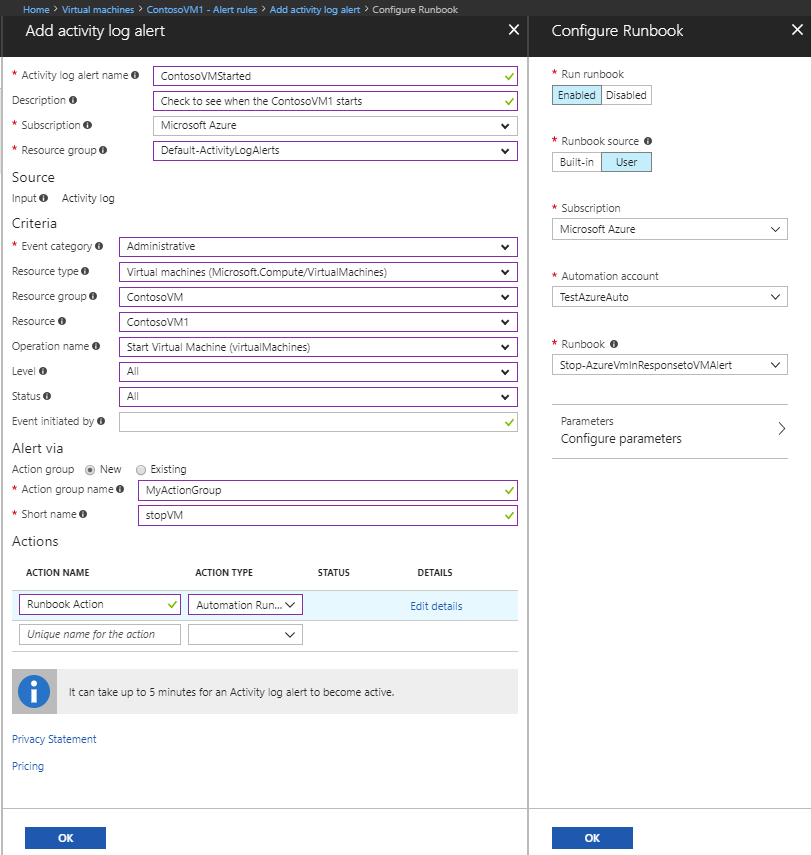 Home > Virtual machines > ContosoVM1 - Alert rules > Add activity log alert > Configure Runbook
Add activity log alert
* Activity log alert name ContosoVMStarted
Description Check to see when the ContosoVM1 starts
* Subscription Microsoft Azure
* Resource group Default-ActivityLogAlerts
Source
Input Activity log
Criteria
* Event category Administrative
Resource type Virtual machines (Microsoft.Compute/VirtualMachines)
Resource group ContosoVM
Resource ContosoVM1
Operation name Start Virtual Machine (virtualMachines)
Level All
Status All
Event initiated by
Alert via
Action group New Existing
* Action group name MyActionGroup
* Short name stopVM
Actions
ACTION NAME ACTION TYPE STATUS DETAILS
Runbook Action Automation Run... Edit details
Unique name for the action
It can take up to 5 minutes for an Activity log alert to become active.
Privacy Statement
Pricing
OK
Configure Runbook
* Run runbook
Enabled Disabled
* Runbook source
Built-in User
* Subscription
Microsoft Azure
* Automation account
TestAzureAuto
* Runbook
Stop-AzureVmInResponsetoVMAlert
Parameters
Configure parameters
OK